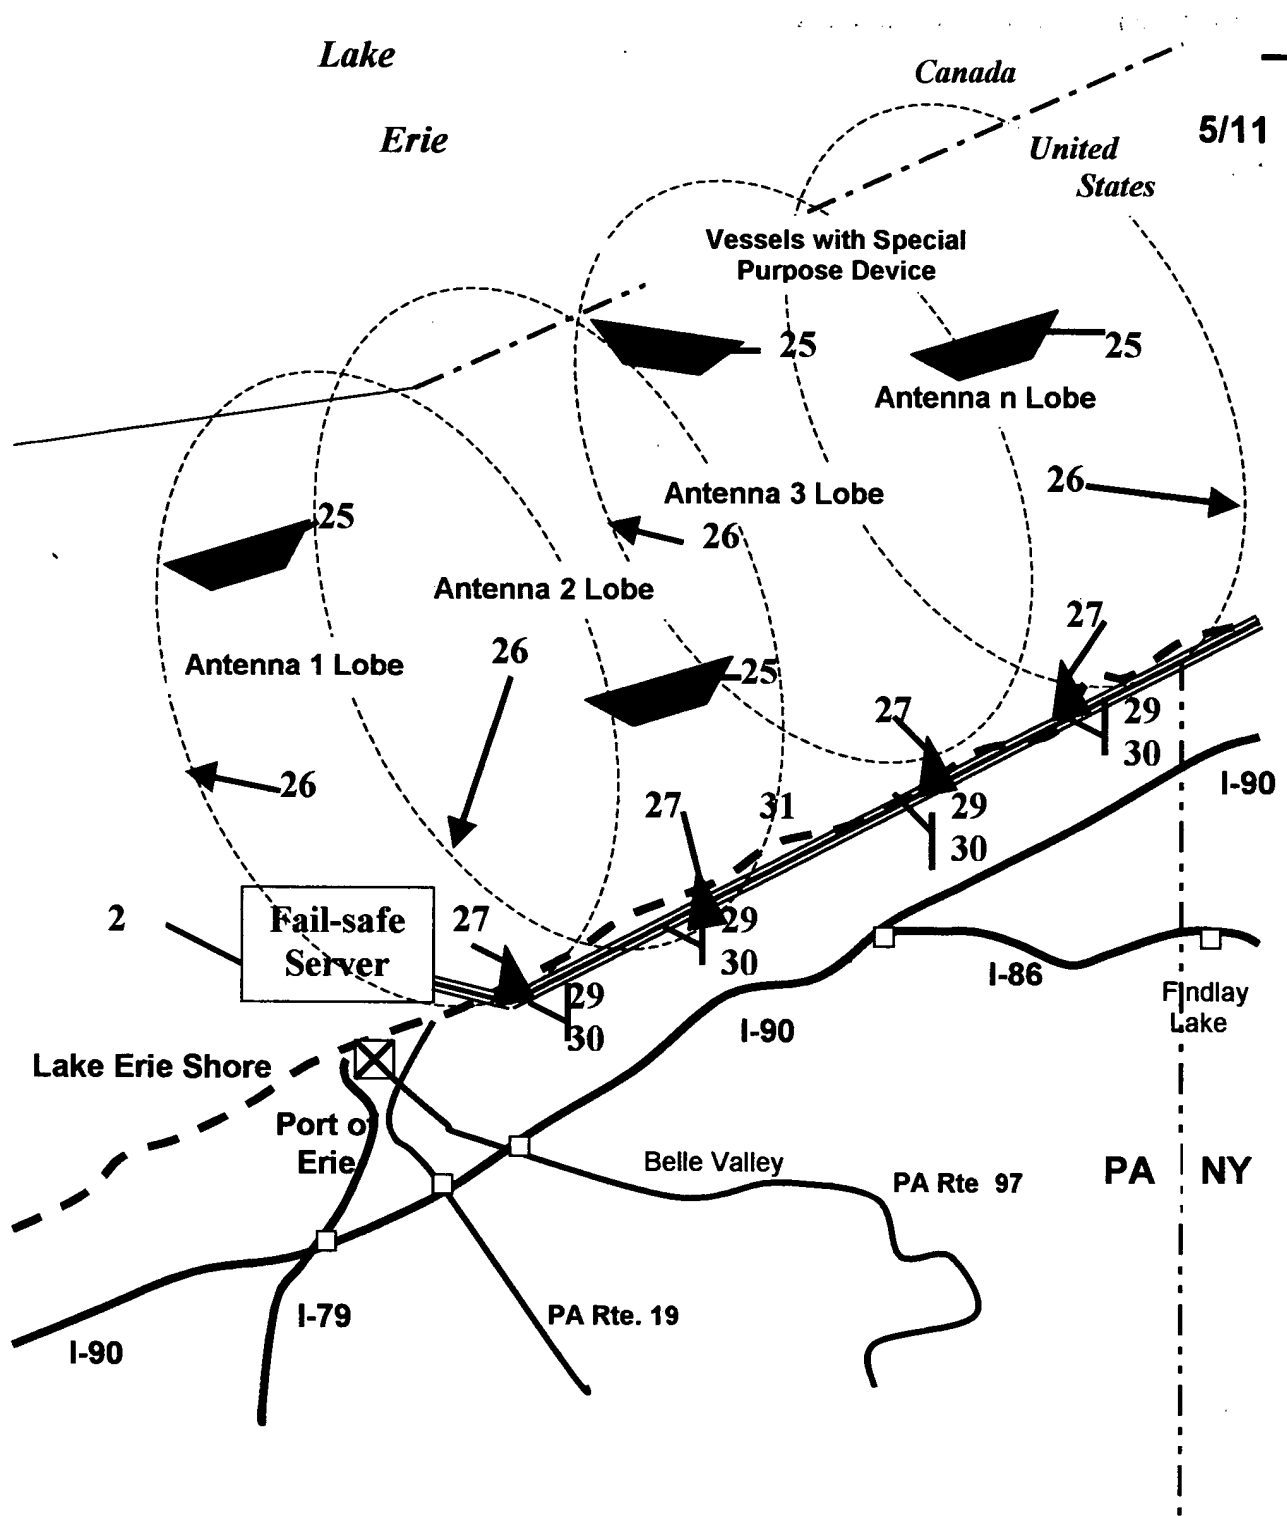 Lake
Canada
5/11
Erie
United
States
Vessels with Special
Purpose Device
25
25
Antenna n Lobe
26
Antenna 3 Lobe
25
26
Antenna 2 Lobe
27
26
Antenna 1 Lobe
25
29
27
30
I-90
26
27
31
29
30
2
Fail-safe
Server
27
29
30
I-86
29
Findlay
Lake
I-90
30
Lake Erie Shore
Port of
Erie
Belle Valley
PA Rte 97
PA
NY
I-79
PA Rte. 19
I-90